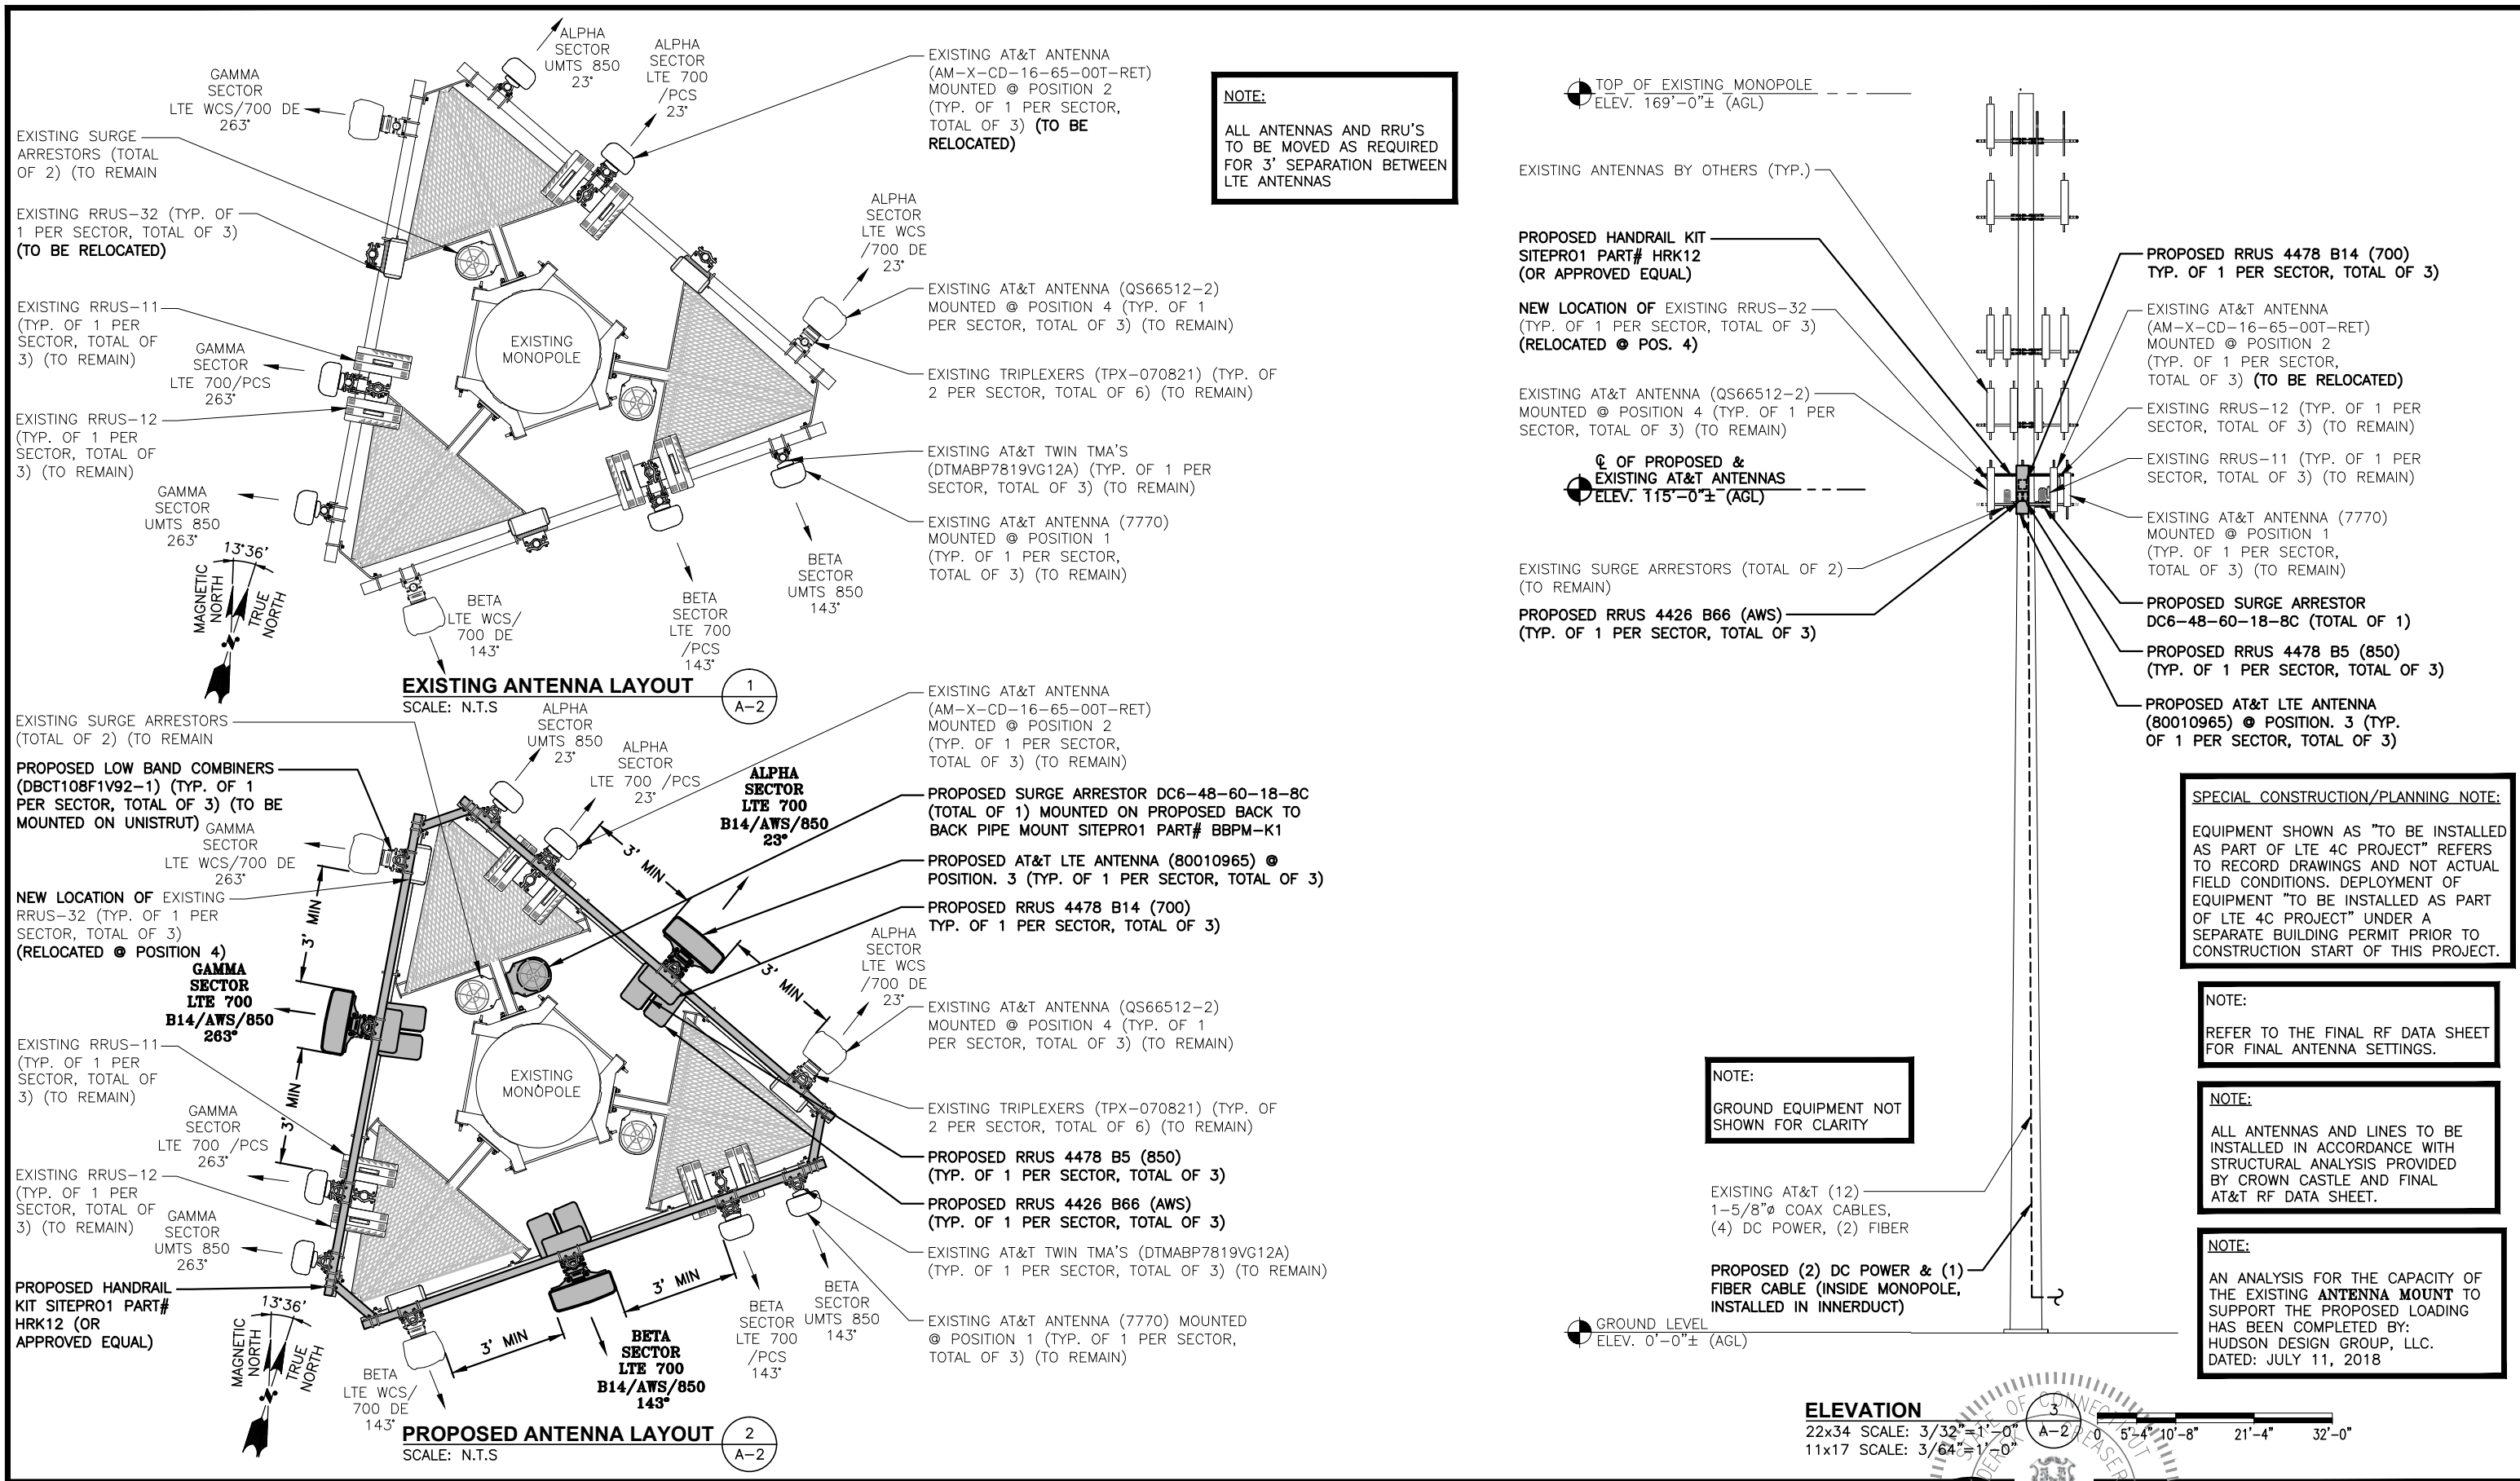 ALPHA
SECTOR
UMTS 850
23°
ALPHA
SECTOR
LTE 700
/PCS
23°
GAMMA
SECTOR
LTE WCS/700 DE
263°
EXISTING SURGE
ARRESTORS (TOTAL
OF 2) (TO REMAIN
EXISTING RRUS-32 (TYP. OF
1 PER SECTOR, TOTAL OF 3)
(TO BE RELOCATED)
EXISTING RRUS-11
(TYP. OF 1 PER
SECTOR, TOTAL OF
3) (TO REMAIN)
GAMMA
SECTOR
LTE 700/PCS
263°
EXISTING RRUS-12
(TYP. OF 1 PER
SECTOR, TOTAL OF
3) (TO REMAIN)
GAMMA
SECTOR
UMTS 850
263°
13°36'
MAGNETIC
NORTH
TRUE
NORTH
N
EXISTING
MONOPOLE
EXISTING AT&T ANTENNA
(AM-X-CD-16-65-00T-RET)
MOUNTED @ POSITION 2
(TYP. OF 1 PER SECTOR,
TOTAL OF 3) (TO BE
RELOCATED)
ALPHA
SECTOR
LTE WCS
/700 DE
23°
EXISTING AT&T ANTENNA (QS66512-2)
MOUNTED @ POSITION 4 (TYP. OF 1
PER SECTOR, TOTAL OF 3) (TO REMAIN)
EXISTING TRIPLEXERS (TPX-070821) (TYP. OF
2 PER SECTOR, TOTAL OF 6) (TO REMAIN)
EXISTING AT&T TWIN TMA'S
(DTMABP7819VG12A) (TYP. OF 1 PER
SECTOR, TOTAL OF 3) (TO REMAIN)
EXISTING AT&T ANTENNA (7770)
MOUNTED @ POSITION 1
(TYP. OF 1 PER SECTOR,
TOTAL OF 3) (TO REMAIN)
BETA
SECTOR
UMTS 850
143°
BETA
SECTOR
LTE 700
/PCS
143°
BETA
LTE WCS/
700 DE
143°
EXISTING ANTENNA LAYOUT
SCALE: N.T.S
1
A-2
NOTE:
ALL ANTENNAS AND RRU'S
TO BE MOVED AS REQUIRED
FOR 3' SEPARATION BETWEEN
LTE ANTENNAS
EXISTING SURGE ARRESTORS
(TOTAL OF 2) (TO REMAIN
PROPOSED LOW BAND COMBINERS
(DBCT108F1V92-1) (TYP. OF 1
PER SECTOR, TOTAL OF 3) (TO BE
MOUNTED ON UNISTRUT)
GAMMA
SECTOR
LTE WCS/700 DE
263°
NEW LOCATION OF EXISTING
RRUS-32 (TYP. OF 1 PER
SECTOR, TOTAL OF 3)
(RELOCATED @ POSITION 4)
3' MIN
GAMMA
SECTOR
LTE 700
B14/AWS/850
263°
EXISTING RRUS-11
(TYP. OF 1 PER
SECTOR, TOTAL OF
3) (TO REMAIN)
3' MIN
GAMMA
SECTOR
LTE 700 /PCS
263°
EXISTING RRUS-12
(TYP. OF 1 PER
SECTOR, TOTAL OF
3) (TO REMAIN)
GAMMA
SECTOR
UMTS 850
263°
PROPOSED HANDRAIL
KIT SITEPRO1 PART#
HRK12 (OR
APPROVED EQUAL)
13°36'
MAGNETIC
NORTH
TRUE
NORTH
N
ALPHA
SECTOR
UMTS 850
23°
ALPHA
SECTOR
LTE 700 /PCS
23°
ALPHA
SECTOR
LTE 700
B14/AWS/850
23°
3' MIN
3' MIN
ALPHA
SECTOR
LTE WCS
/700 DE
23°
EXISTING
MONOPOLE
EXISTING AT&T ANTENNA
(AM-X-CD-16-65-00T-RET)
MOUNTED @ POSITION 2
(TYP. OF 1 PER SECTOR,
TOTAL OF 3) (TO REMAIN)
PROPOSED SURGE ARRESTOR DC6-48-60-18-8C
(TOTAL OF 1) MOUNTED ON PROPOSED BACK TO
BACK PIPE MOUNT SITEPRO1 PART# BBPM-K1
PROPOSED AT&T LTE ANTENNA (80010965) @
POSITION. 3 (TYP. OF 1 PER SECTOR, TOTAL OF 3)
PROPOSED RRUS 4478 B14 (700)
TYP. OF 1 PER SECTOR, TOTAL OF 3)
EXISTING AT&T ANTENNA (QS66512-2)
MOUNTED @ POSITION 4 (TYP. OF 1
PER SECTOR, TOTAL OF 3) (TO REMAIN)
EXISTING TRIPLEXERS (TPX-070821) (TYP. OF
2 PER SECTOR, TOTAL OF 6) (TO REMAIN)
PROPOSED RRUS 4478 B5 (850)
(TYP. OF 1 PER SECTOR, TOTAL OF 3)
PROPOSED RRUS 4426 B66 (AWS)
(TYP. OF 1 PER SECTOR, TOTAL OF 3)
EXISTING AT&T TWIN TMA'S (DTMABP7819VG12A)
(TYP. OF 1 PER SECTOR, TOTAL OF 3) (TO REMAIN)
EXISTING AT&T ANTENNA (7770) MOUNTED
@ POSITION 1 (TYP. OF 1 PER SECTOR,
TOTAL OF 3) (TO REMAIN)
3' MIN
3' MIN
BETA
SECTOR
UMTS 850
143°
BETA
SECTOR
LTE 700
/PCS
143°
BETA
SECTOR
LTE 700
B14/AWS/850
143°
BETA
LTE WCS/
700 DE
143°
PROPOSED ANTENNA LAYOUT
SCALE: N.T.S
2
A-2
TOP OF EXISTING MONOPOLE
ELEV. 169'-0"± (AGL)
EXISTING ANTENNAS BY OTHERS (TYP.)
PROPOSED HANDRAIL KIT
SITEPRO1 PART# HRK12
(OR APPROVED EQUAL)
NEW LOCATION OF EXISTING RRUS-32
(TYP. OF 1 PER SECTOR, TOTAL OF 3)
(RELOCATED @ POS. 4)
EXISTING AT&T ANTENNA (QS66512-2)
MOUNTED @ POSITION 4 (TYP. OF 1 PER
SECTOR, TOTAL OF 3) (TO REMAIN)
℄ OF PROPOSED &
EXISTING AT&T ANTENNAS
ELEV. 115'-0"± (AGL)
EXISTING SURGE ARRESTORS (TOTAL OF 2)
(TO REMAIN)
PROPOSED RRUS 4426 B66 (AWS)
(TYP. OF 1 PER SECTOR, TOTAL OF 3)
PROPOSED RRUS 4478 B14 (700)
TYP. OF 1 PER SECTOR, TOTAL OF 3)
EXISTING AT&T ANTENNA
(AM-X-CD-16-65-00T-RET)
MOUNTED @ POSITION 2
(TYP. OF 1 PER SECTOR,
TOTAL OF 3) (TO BE RELOCATED)
EXISTING RRUS-12 (TYP. OF 1 PER
SECTOR, TOTAL OF 3) (TO REMAIN)
EXISTING RRUS-11 (TYP. OF 1 PER
SECTOR, TOTAL OF 3) (TO REMAIN)
EXISTING AT&T ANTENNA (7770)
MOUNTED @ POSITION 1
(TYP. OF 1 PER SECTOR,
TOTAL OF 3) (TO REMAIN)
PROPOSED SURGE ARRESTOR
DC6-48-60-18-8C (TOTAL OF 1)
PROPOSED RRUS 4478 B5 (850)
(TYP. OF 1 PER SECTOR, TOTAL OF 3)
PROPOSED AT&T LTE ANTENNA
(80010965) @ POSITION. 3 (TYP.
OF 1 PER SECTOR, TOTAL OF 3)
SPECIAL CONSTRUCTION/PLANNING NOTE:
EQUIPMENT SHOWN AS "TO BE INSTALLED
AS PART OF LTE 4C PROJECT" REFERS
TO RECORD DRAWINGS AND NOT ACTUAL
FIELD CONDITIONS. DEPLOYMENT OF
EQUIPMENT "TO BE INSTALLED AS PART
OF LTE 4C PROJECT" UNDER A
SEPARATE BUILDING PERMIT PRIOR TO
CONSTRUCTION START OF THIS PROJECT.
NOTE:
REFER TO THE FINAL RF DATA SHEET
FOR FINAL ANTENNA SETTINGS.
NOTE:
GROUND EQUIPMENT NOT
SHOWN FOR CLARITY
NOTE:
ALL ANTENNAS AND LINES TO BE
INSTALLED IN ACCORDANCE WITH
STRUCTURAL ANALYSIS PROVIDED
BY CROWN CASTLE AND FINAL
AT&T RF DATA SHEET.
EXISTING AT&T (12)
1-5/8"ø COAX CABLES,
(4) DC POWER, (2) FIBER
PROPOSED (2) DC POWER & (1)
FIBER CABLE (INSIDE MONOPOLE,
INSTALLED IN INNERDUCT)
NOTE:
AN ANALYSIS FOR THE CAPACITY OF
THE EXISTING ANTENNA MOUNT TO
SUPPORT THE PROPOSED LOADING
HAS BEEN COMPLETED BY:
HUDSON DESIGN GROUP, LLC.
DATED: JULY 11, 2018
GROUND LEVEL
ELEV. 0'-0"± (AGL)
ELEVATION
22x34 SCALE: 3/32"=1'-0"
11x17 SCALE: 3/64"=1'-0"
3
A-2
0 5'-4" 10'-8" 21'-4" 32'-0"
STATE OF CONNECTICUT